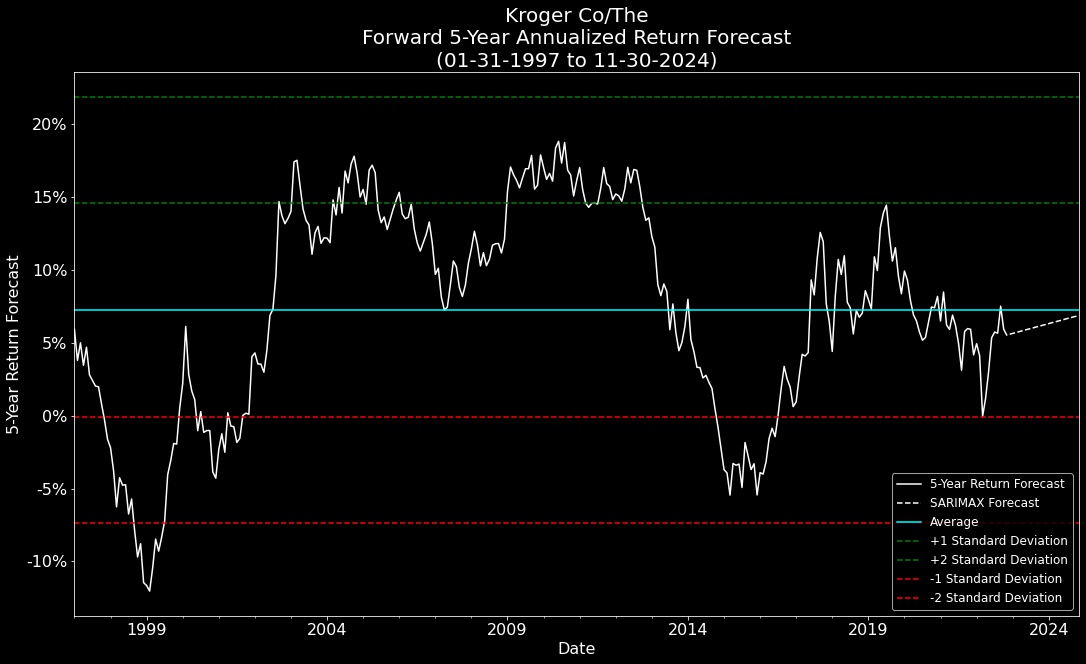 Kroger Co/The
Forward 5-Year Annualized Return Forecast
(01-31-1997 to 11-30-2024)
5-Year Return Forecast
20%
15%
10%
5%
0%
-5%
-10%
5-Year Return Forecast
SARIMAX Forecast
Average
+1 Standard Deviation
+2 Standard Deviation
-1 Standard Deviation
-2 Standard Deviation
1999
2004
2009
2014
2019
2024
Date